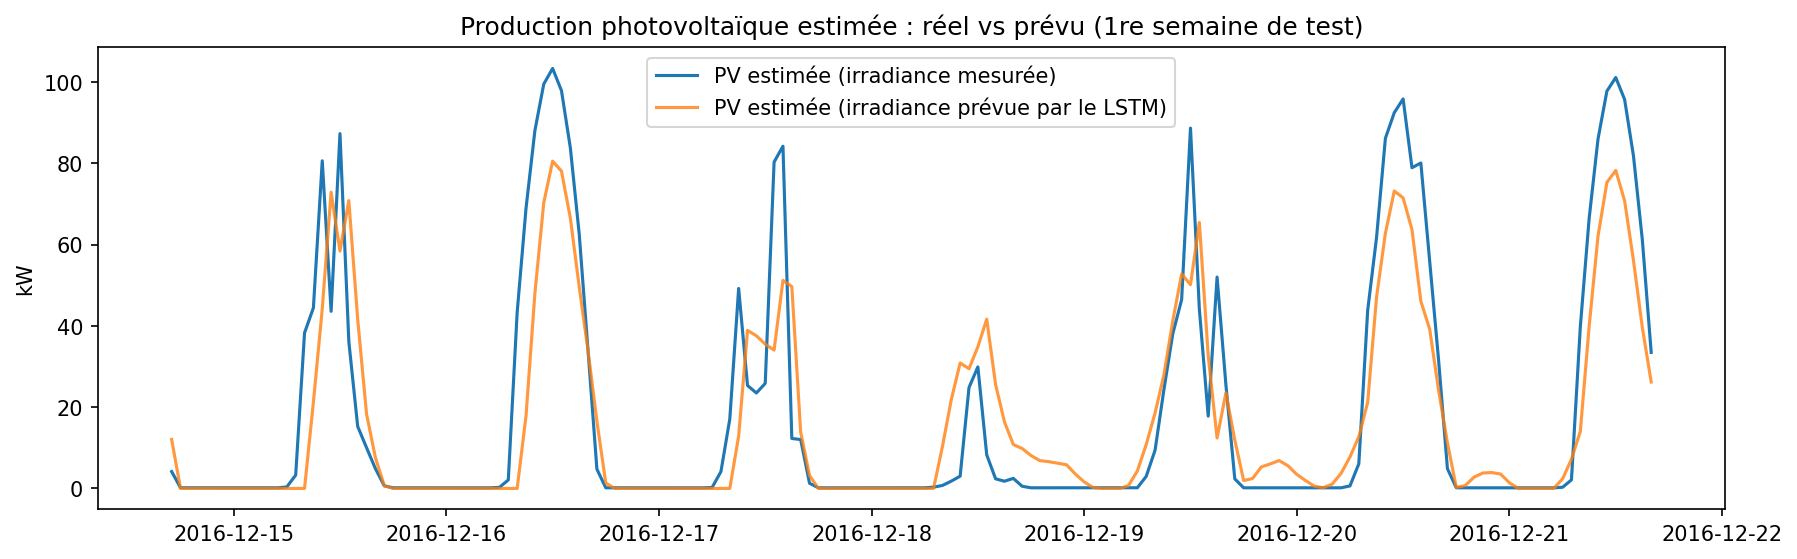 Production photovoltaïque estimée : réel vs prévu (1re semaine de test)
PV estimée (irradiance mesurée)
PV estimée (irradiance prévue par le LSTM)
kW
100
80
60
40
20
0
2016-12-15 2016-12-16 2016-12-17 2016-12-18 2016-12-19 2016-12-20 2016-12-21 2016-12-22